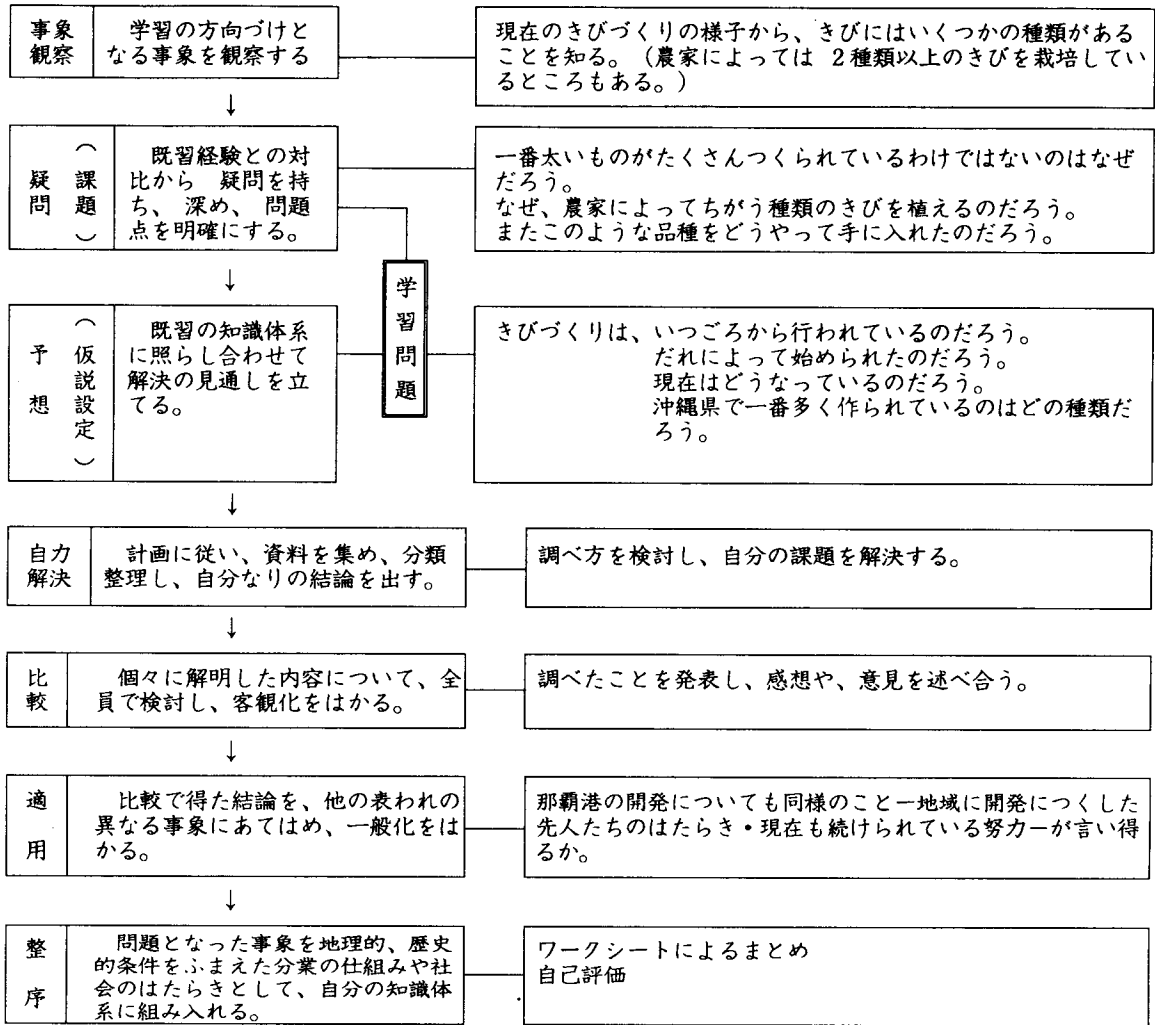 事象観察
学習の方向づけと
なる事象を観察する
現在のきびづくりの様子から、きびにはいくつかの種類がある
ことを知る。（農家によっては ２種類以上のきびを栽培してい
るところもある。）
↓
疑問（課題）
既習経験との対
比から 疑問を持
ち、 深め、 問題
点を明確にする。
一番太いものがたくさんつくられているわけではないのはなぜ
だろう。
なぜ、農家によってちがう種類のきびを植えるのだろう。
またこのような品種をどうやって手に入れたのだろう。
↓
学習問題
予想（仮説設定）
既習の知識体系
に照らし合わせて
解決の見通しを立
てる。
きびづくりは、いつごろから行われているのだろう。
だれによって始められたのだろう。
現在はどうなっているのだろう。
沖縄県で一番多く作られているのはどの種類だ
ろう。
↓
自力解決
計画に従い、資料を集め、分類
整理し、自分なりの結論を出す。
調べ方を検討し、自分の課題を解決する。
↓
比較
個々に解明した内容について、全
員で検討し、客観化をはかる。
調べたことを発表し、感想や、意見を述べ合う。
↓
適用
比較で得た結論を、他の表われの
異なる事象にあてはめ、一般化をは
かる。
那覇港の開発についても同様のことー地域に開発につくした
先人たちのはたらき・現在も続けられている努力ーが言い得
るか。
↓
整序
問題となった事象を地理的、歴史
的条件をふまえた分業の仕組みや社
会のはたらきとして、自分の知識体
系に組み入れる。
ワークシートによるまとめ
自己評価